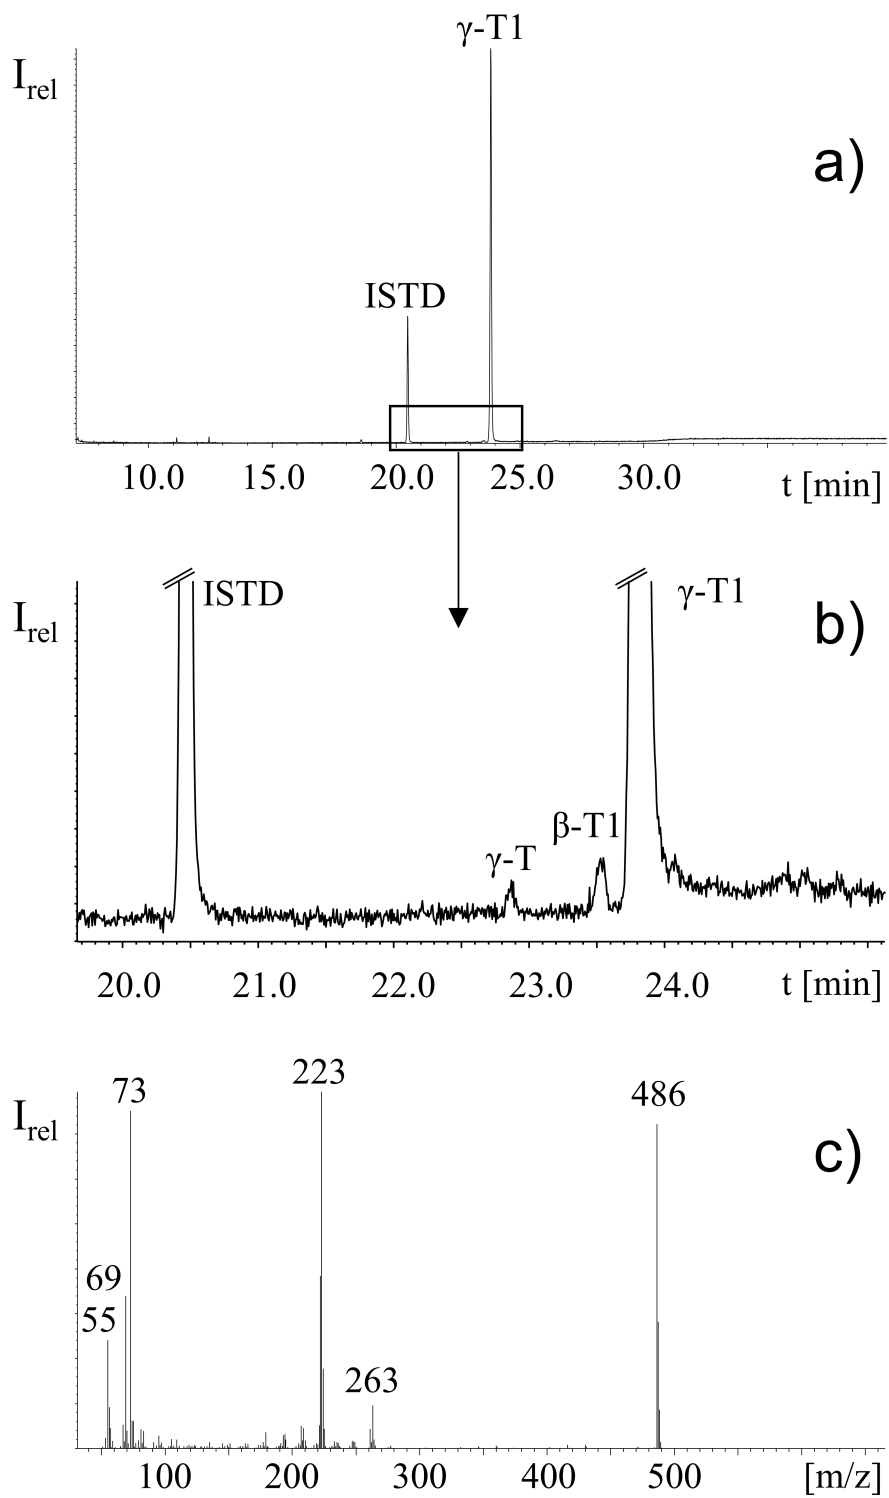 γ-T1
I_rel
a)
ISTD
10.0 15.0 20.0 25.0 30.0 t [min]
ISTD γ-T1
I_rel
b)
β-T1
γ-T
20.0 21.0 22.0 23.0 24.0 t [min]
223
73 486
I_rel
c)
69
55
263
100 200 300 400 500 [m/z]